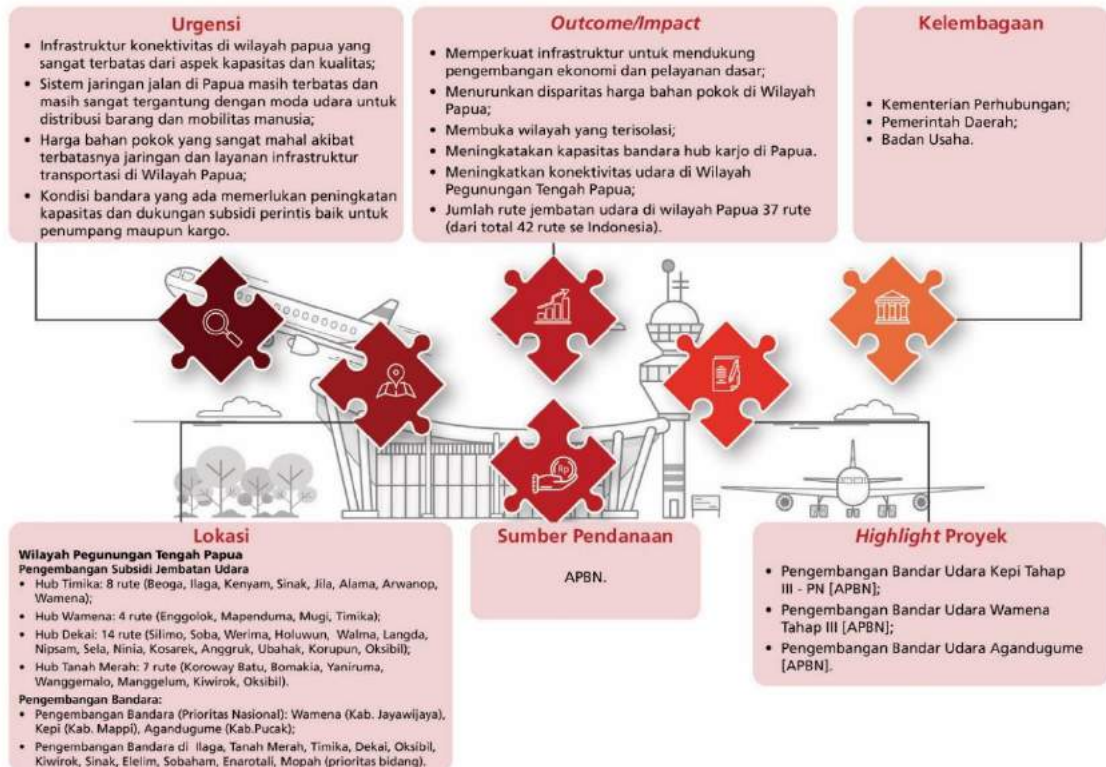 Urgensi
• Infrastruktur konektivitas di wilayah papua yang
sangat terbatas dari aspek kapasitas dan kualitas;
• Sistem jaringan jalan di Papua masih terbatas dan
masih sangat tergantung dengan moda udara untuk
distribusi barang dan mobilitas manusia;
• Harga bahan pokok yang sangat mahal akibat
terbatasnya jaringan dan layanan infrastruktur
transportasi di Wilayah Papua;
• Kondisi bandara yang ada memerlukan peningkatan
kapasitas dan dukungan subsidi perintis baik untuk
penumpang maupun kargo.
Outcome/Impact
• Memperkuat infrastruktur untuk mendukung
pengembangan ekonomi dan pelayanan dasar;
• Menurunkan disparitas harga bahan pokok di Wilayah
Papua;
• Membuka wilayah yang terisolasi;
• Meningkatakan kapasitas bandara hub karjo di Papua.
• Meningkatkan konektivitas udara di Wilayah
Pegunungan Tengah Papua;
• Jumlah rute jembatan udara di wilayah Papua 37 rute
(dari total 42 rute se Indonesia).
Kelembagaan
• Kementerian Perhubungan;
• Pemerintah Daerah;
• Badan Usaha.
Rp
Lokasi
Wilayah Pegunungan Tengah Papua
Pengembangan Subsidi Jembatan Udara
• Hub Timika: 8 rute (Beoga, Ilaga, Kenyam, Sinak, Jila, Alama, Arwanop,
Wamena);
• Hub Wamena: 4 rute (Enggolok, Mapenduma, Mugi, Timika);
• Hub Dekai: 14 rute (Silimo, Soba, Werima, Holuwun, Walma, Langda,
Nipsam, Sela, Ninia, Kosarek, Anggruk, Ubahak, Korupun, Oksibil);
• Hub Tanah Merah: 7 rute (Koroway Batu, Bomakia, Yaniruma,
Wanggemalo, Manggelum, Kiwirok, Oksibil).
Pengembangan Bandara:
• Pengembangan Bandara (Prioritas Nasional): Wamena (Kab. Jayawijaya),
Kepi (Kab. Mappi), Agandugume (Kab.Pucak);
• Pengembangan Bandara di Ilaga, Tanah Merah, Timika, Dekai, Oksibil,
Kiwirok, Sinak, Elelim, Sobaham, Enarotali, Mopah (prioritas bidang).
Sumber Pendanaan
APBN.
Highlight Proyek
• Pengembangan Bandar Udara Kepi Tahap
III - PN [APBN];
• Pengembangan Bandar Udara Wamena
Tahap III [APBN];
• Pengembangan Bandar Udara Agandugume
[APBN].